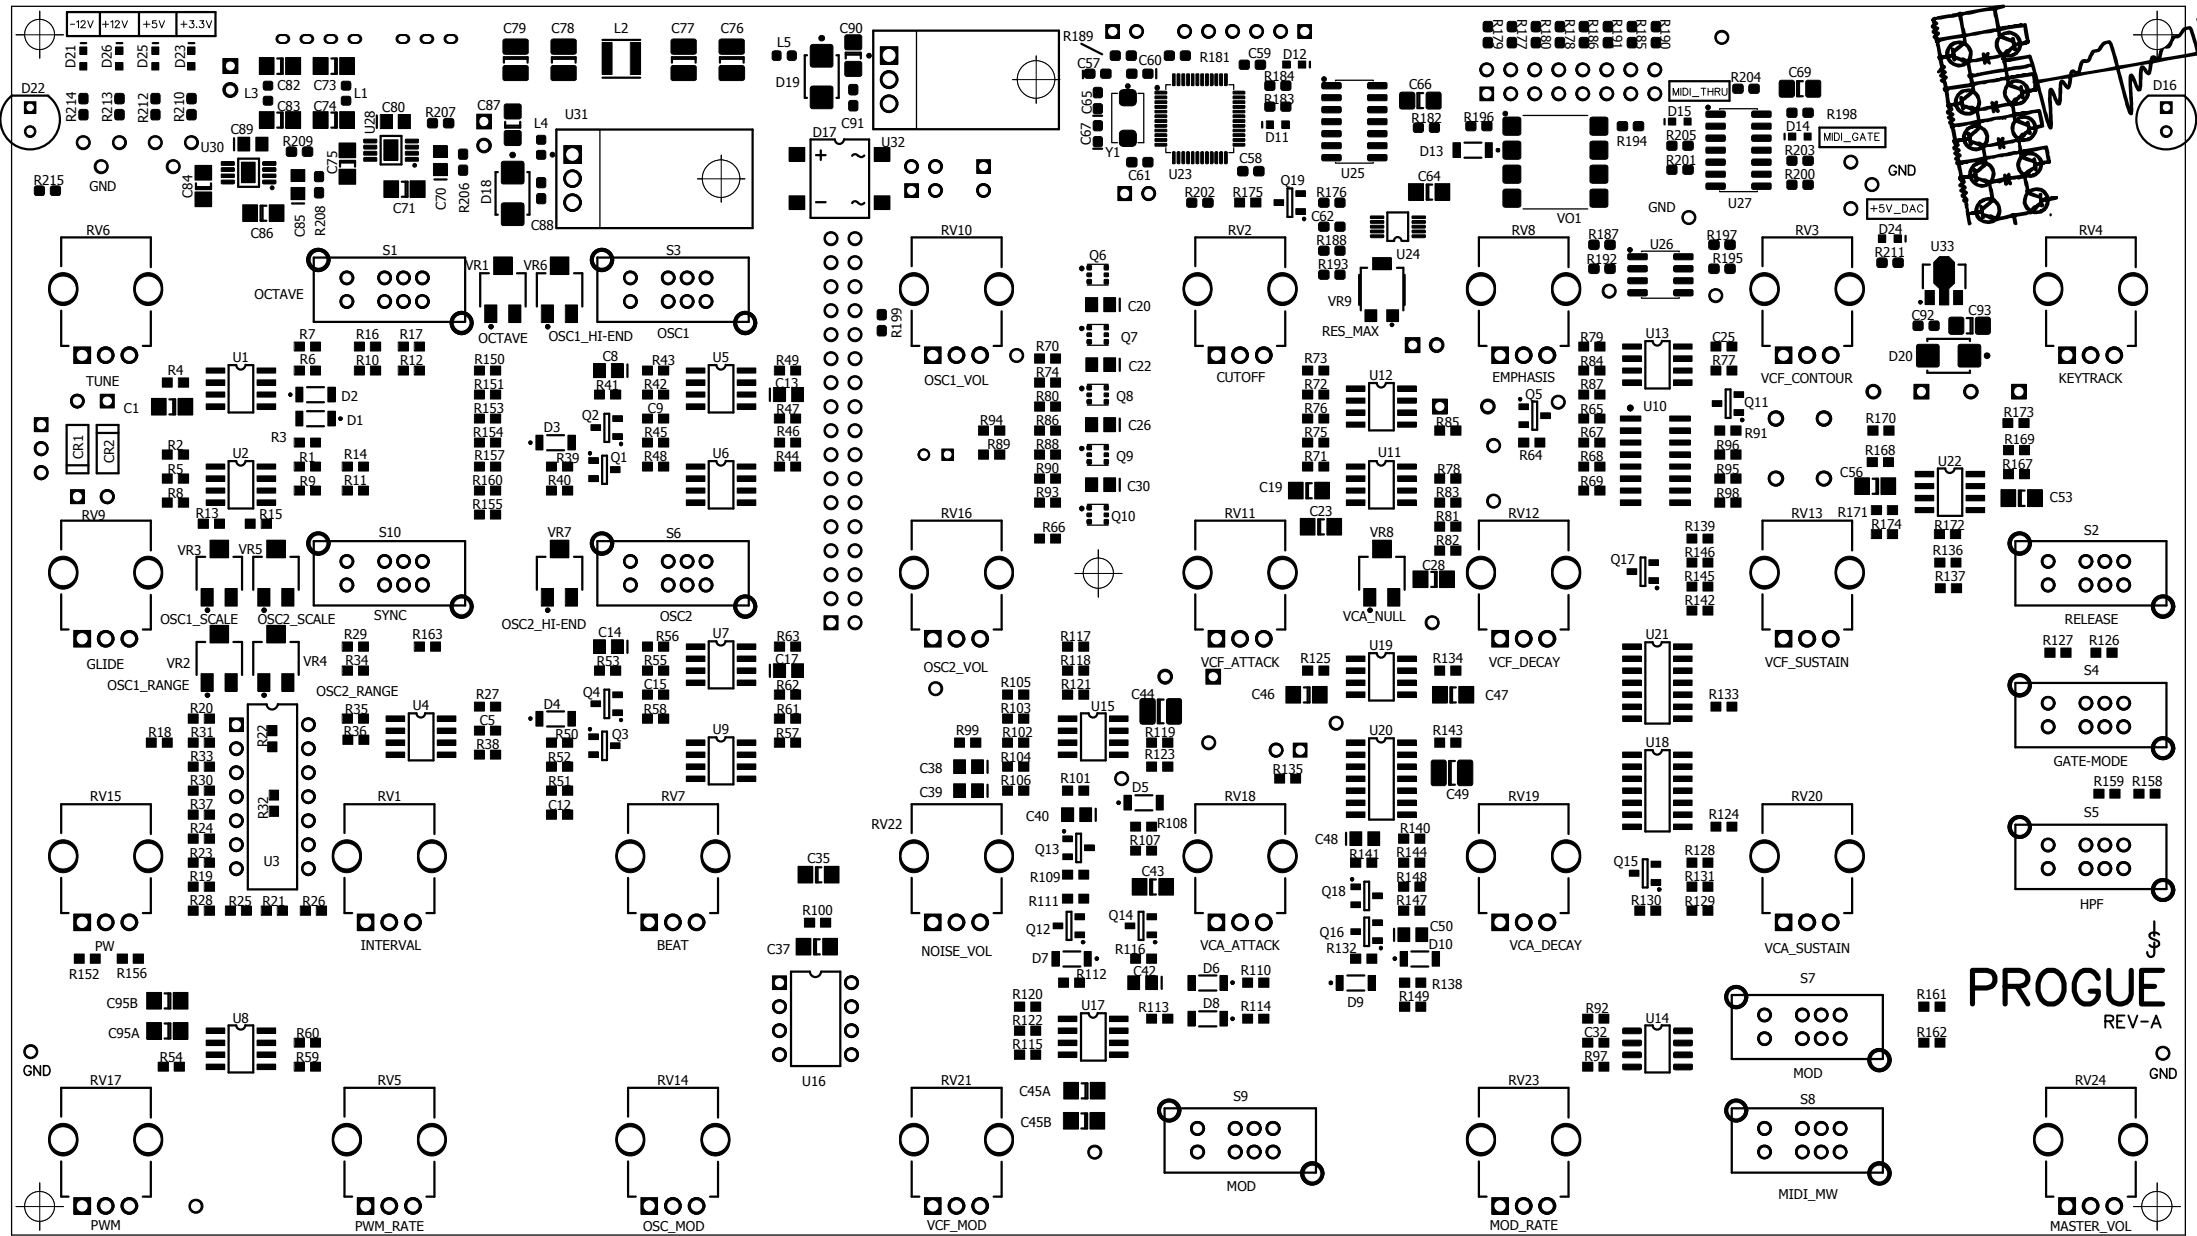 -12V +12V +5V +3.3V
D21 D26 D25 D23
C79 C78 L2 C77 C76
C90 L5 D19 C91
R189 C57 C60 R181 C59 D12 R184 R183 D11
R179 R177 R180 R178 R186 R191 R185 R190
MIDI_THRU R204 C69 R198 MIDI_GATE
D22 D16
R214 R213 R212 R210
L3 C82 C73 L1 C83 C74 C80 R207 C87 U31
C89 U30 R209 U28 C75 L4 D17 U32
C65 C67 Y1 C61 U23 C58 U25 C66 R182 R196 D13 R194 D15 R205 R201 D14 R203 R200
R215 GND C84 C86 C85 R208 C71 C70 R206 D18 C88
+ ~
− ~
R202 R175 Q19 R176 C62 R188 R193 C64 U24 VO1 GND U27 GND +5V_DAC
RV6 S1 VR1 VR6 S3 RV10 Q6 RV2 RV8 R187 R192 U26 R197 R195 RV3 D24 R211 U33 RV4
OCTAVE C20 VR9
OCTAVE OSC1_HI-END OSC1 R199 Q7 RES_MAX C92 C93
R7 R16 R17 R6 R10 R12 R150 C8 R43 R49 R70 C22 R79 U13 C25 D20
TUNE R4 U1 D2 R151 R41 R42 U5 C13 OSC1_VOL R74 CUTOFF R73 U12 EMPHASIS R84 R77 VCF_CONTOUR KEYTRACK
C1 D1 R153 Q2 C9 R47 R80 Q8 R72 Q5 R87 U10 Q11
CR1 CR2 R3 R154 D3 R45 R46 R94 R86 C26 R76 R85 R65 R91 R170 R173
R2 U2 R1 R14 R157 R39 Q1 R48 U6 R44 R89 R88 Q9 R75 U11 R64 R67 R96 R168 R169
R5 R9 R11 R160 R40 R90 R71 R78 R68 R95 U22 R167
R8 R155 R93 C30 C19 R83 R69 R98 C56 C53
R13 R15 Q10 C23 R81 R171
RV9 VR3 VR5 S10 VR7 S6 RV16 R66 RV11 VR8 R82 RV12 R139 RV13 R174 R172 S2
C28 Q17 R146 R136
R145 R137
OSC1_SCALE OSC2_SCALE SYNC OSC2_HI-END OSC2 VCA_NULL R142 RELEASE
GLIDE VR2 VR4 R29 R163 C14 R56 U7 R63 OSC2_VOL R117 VCF_ATTACK U19 VCF_DECAY U21 VCF_SUSTAIN R127 R126
R34 R53 R55 C17 R118 R125 R134 S4
OSC1_RANGE OSC2_RANGE R27 Q4 C15 R62 R105 R121 C44 C46 C47 R133
R20 R35 U4 C5 D4 R58 R61 R103 U15
R18 R31 R22 R36 R38 R50 Q3 U9 R57 R99 R102 R119 U20 R143 U18
R33 R52 C38 R104 R123 R135 GATE-MODE
R30 R32 R51 C39 R106 R101 D5 C49 R159 R158
RV15 R37 RV1 C12 RV7 C40 RV18 RV19 RV20 S5
R24 U3 RV22 R108 C48 R140 R124
R23 C35 Q13 R107 R141 R144 Q15 R128
R19 R109 C43 Q18 R148 R131
R28 R25 R21 R26 R100 R111 R147 R130 R129 HPF
PW INTERVAL BEAT C37 NOISE_VOL Q12 Q14 VCA_ATTACK Q16 C50 VCA_DECAY VCA_SUSTAIN
R152 R156 D7 R116 R132 D10
R112 C42 D6 R110 D9 R138 S7 PROGUE
C95B R120 U17 R113 D8 R114 R149 R92 U14 R161 REV-A
C95A U8 R60 R122 C32 R162
GND R54 R59 U16 R115 R97 MOD GND
RV17 RV5 RV14 RV21 C45A S9 RV23 S8 RV24
C45B
MOD MIDI_MW
PWM PWM_RATE OSC_MOD VCF_MOD MOD_RATE MASTER_VOL